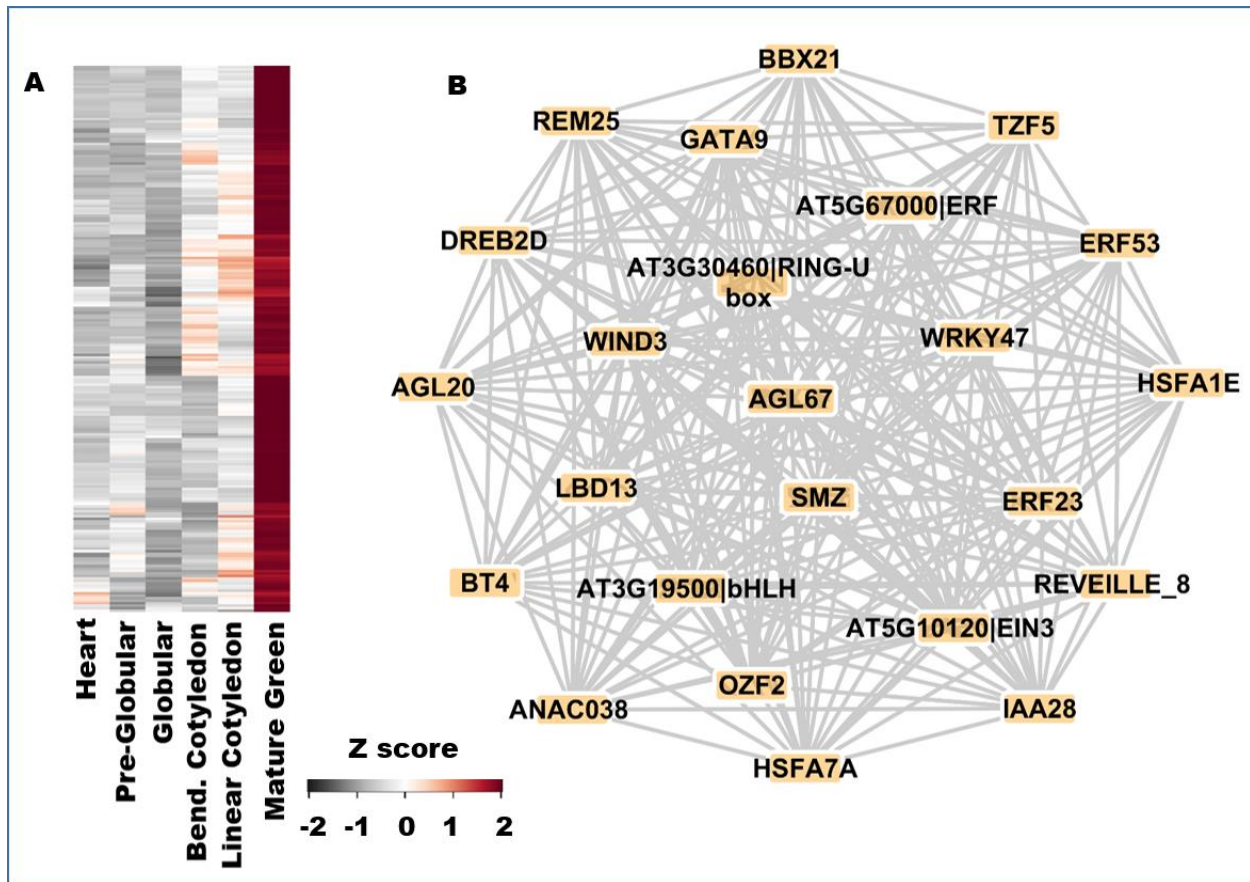 A
Heart
Pre-Globular
Globular
Bend. Cotyledon
Linear Cotyledon
Mature Green
Z score
-2 -1 0 1 2
B
BBX21
REM25
GATA9
TZF5
AT5G67000|ERF
DREB2D
ERF53
AT3G30460|RING-U
box
WIND3
WRKY47
AGL20
AGL67
HSFA1E
LBD13
SMZ
ERF23
BT4
AT3G19500|bHLH
REVEILLE_8
AT5G10120|EIN3
OZF2
ANAC038
IAA28
HSFA7A